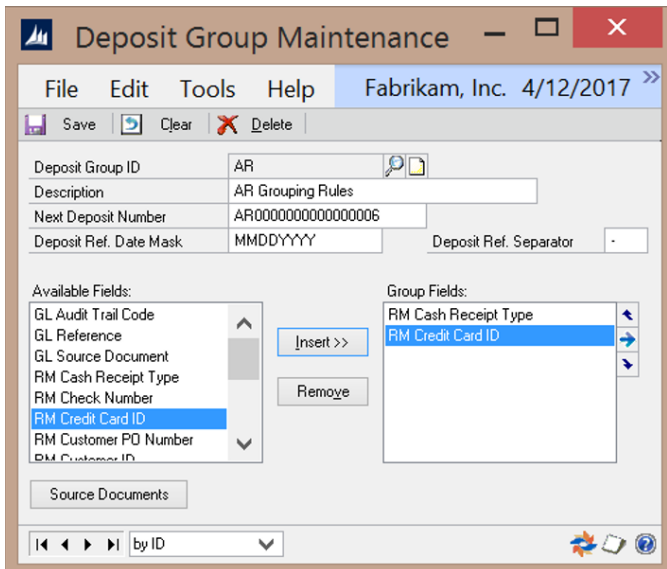 Deposit Group Maintenance
File Edit Tools Help Fabrikam, Inc. 4/12/2017 »
Save Clear Delete
Deposit Group ID AR
Description AR Grouping Rules
Next Deposit Number AR0000000000000006
Deposit Ref. Date Mask MMDDYYYY Deposit Ref. Separator -
Available Fields: Group Fields:
GL Audit Trail Code RM Cash Receipt Type
GL Reference RM Credit Card ID
GL Source Document Insert >>
RM Cash Receipt Type
RM Check Number Remove
RM Credit Card ID
RM Customer PO Number
RM Customer ID
Source Documents
by ID